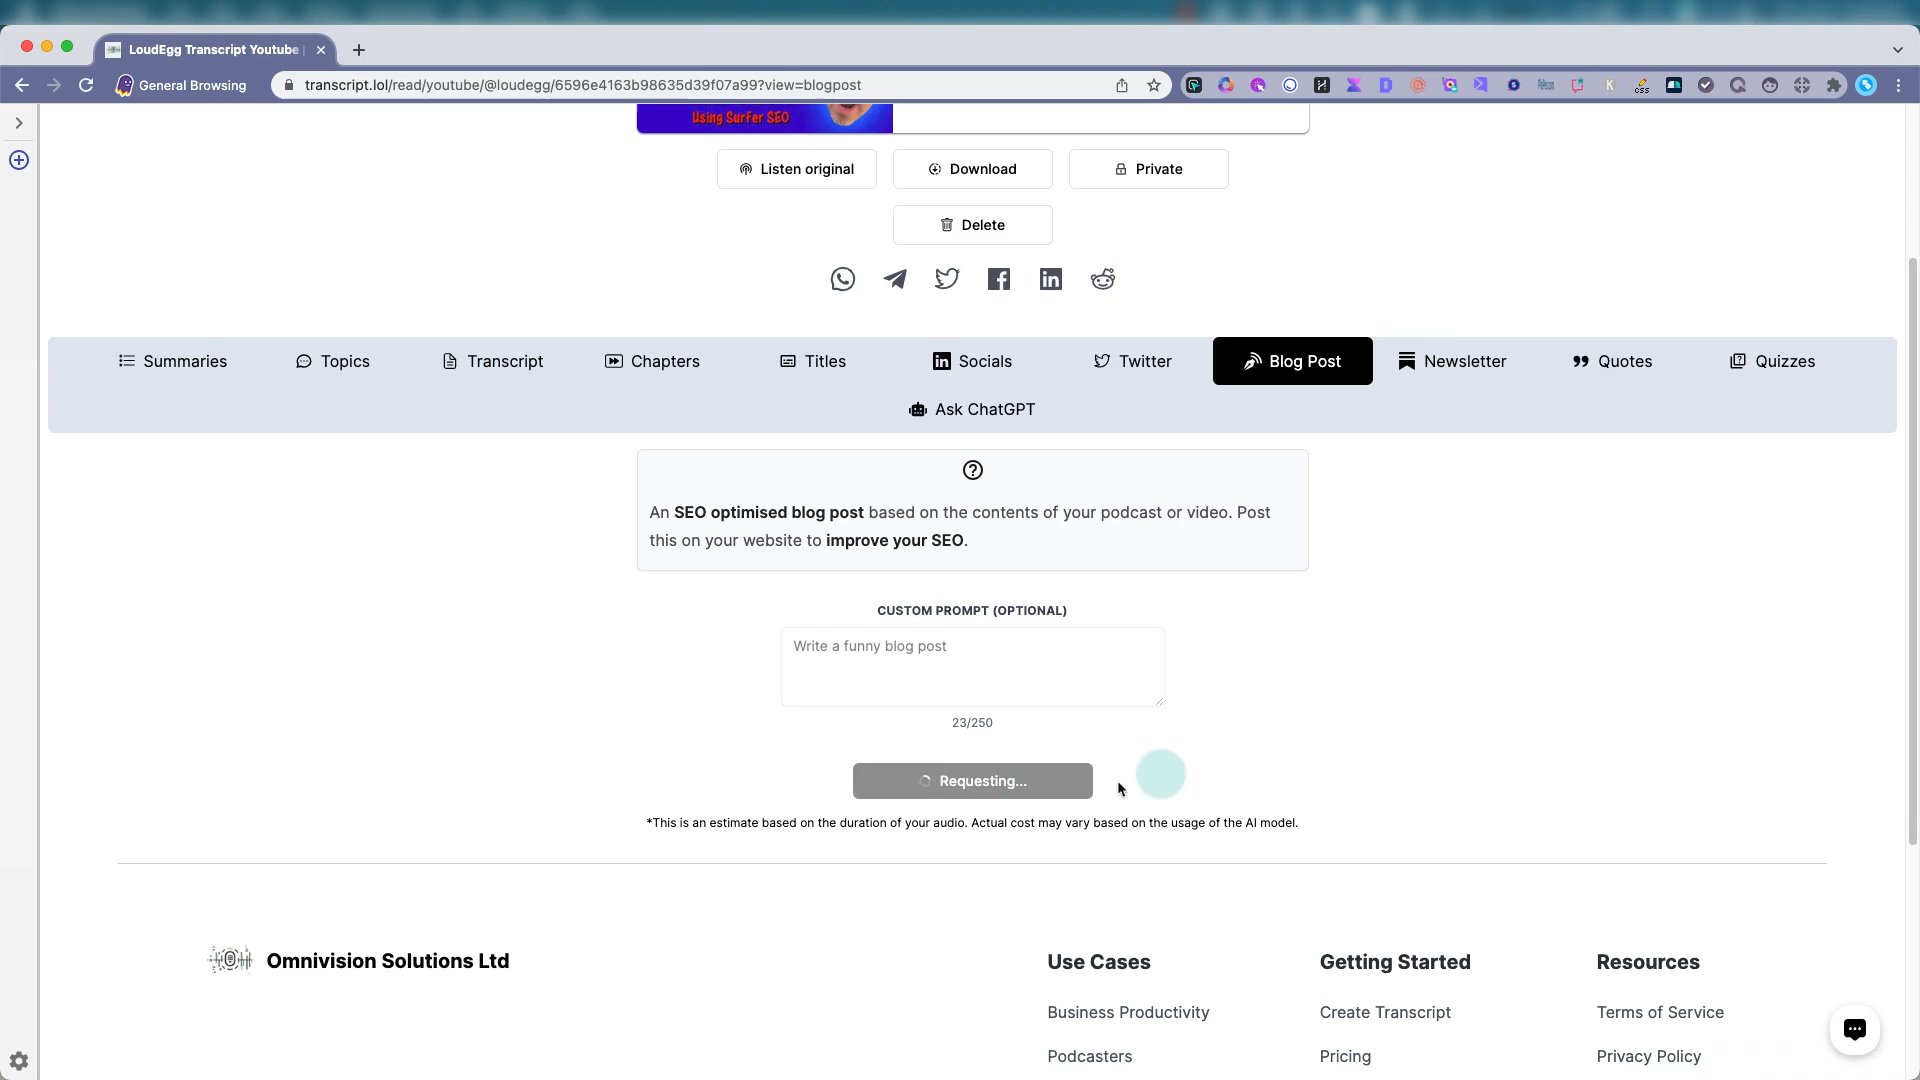 LoudEgg Transcript Youtube
General Browsing
transcript.lol/read/youtube/@loudegg/6596e4163b98635d39f07a99?view=blogpost
Using Surfer SEO
Listen original
Download
Private
Delete
Summaries
Topics
Transcript
Chapters
Titles
Socials
Twitter
Blog Post
Newsletter
Quotes
Quizzes
Ask ChatGPT
An SEO optimised blog post based on the contents of your podcast or video. Post
this on your website to improve your SEO.
CUSTOM PROMPT (OPTIONAL)
Write a funny blog post
23/250
Requesting...
*This is an estimate based on the duration of your audio. Actual cost may vary based on the usage of the AI model.
Omnivision Solutions Ltd
Use Cases
Getting Started
Resources
Business Productivity
Create Transcript
Terms of Service
Podcasters
Pricing
Privacy Policy